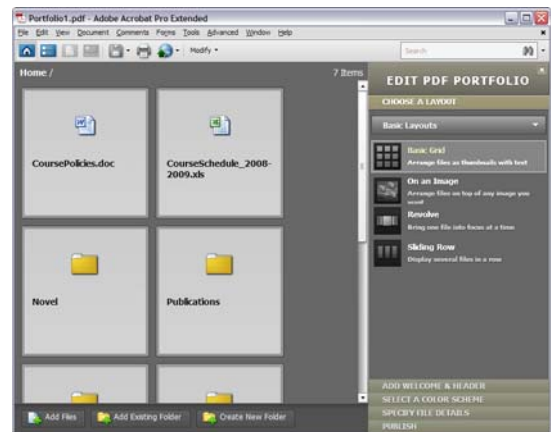 Portfolio1.pdf - Adobe Acrobat Pro Extended
File Edit View Document Comments Forms Tools Advanced Window Help
Modify
Search
Home /
7 Items
CoursePolicies.doc
CourseSchedule_2008-
2009.xls
Novel
Publications
Add Files
Add Existing Folder
Create New Folder
EDIT PDF PORTFOLIO
CHOOSE A LAYOUT
Basic Layouts
Basic Grid
Arrange files as thumbnails with text
On an Image
Arrange files on top of any image you
want
Revolve
Bring one file into focus at a time
Sliding Row
Display several files in a row
ADD WELCOME & HEADER
SELECT A COLOR SCHEME
SPECIFY FILE DETAILS
PUBLISH